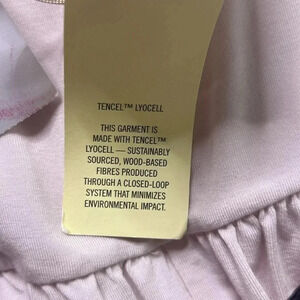 TENCEL™ LYOCELL
THIS GARMENT IS
MADE WITH TENCEL™
LYOCELL — SUSTAINABLY
SOURCED, WOOD-BASED
FIBRES PRODUCED
THROUGH A CLOSED-LOOP
SYSTEM THAT MINIMIZES
ENVIRONMENTAL IMPACT.